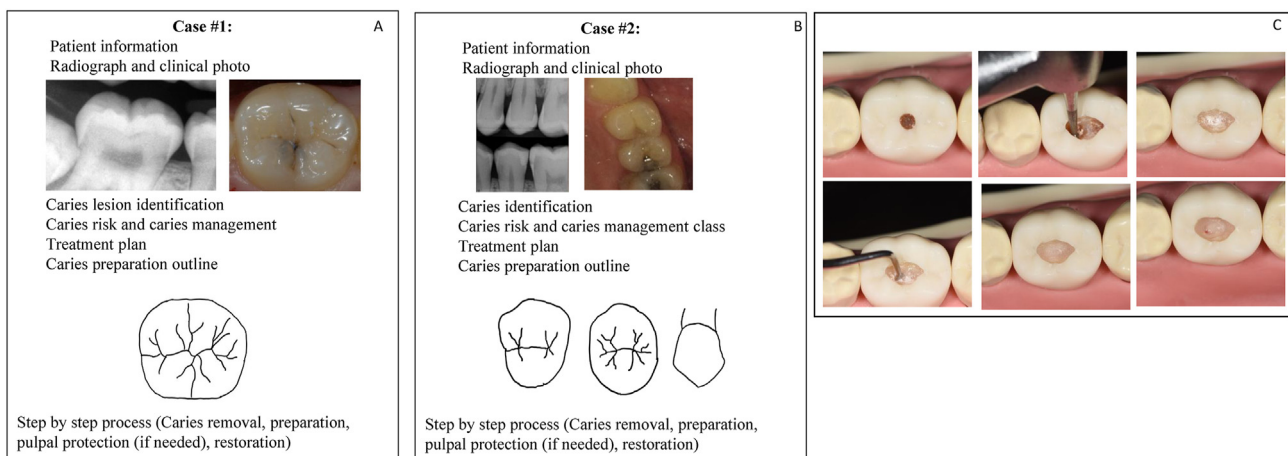 Case #1:
A
Patient information
Radiograph and clinical photo
Caries lesion identification
Caries risk and caries management
Treatment plan
Caries preparation outline
Step by step process (Caries removal, preparation,
pulpal protection (if needed), restoration)
Case #2:
B
Patient information
Radiograph and clinical photo
Caries identification
Caries risk and caries management class
Treatment plan
Caries preparation outline
Step by step process (Caries removal, preparation,
pulpal protection (if needed), restoration)
C